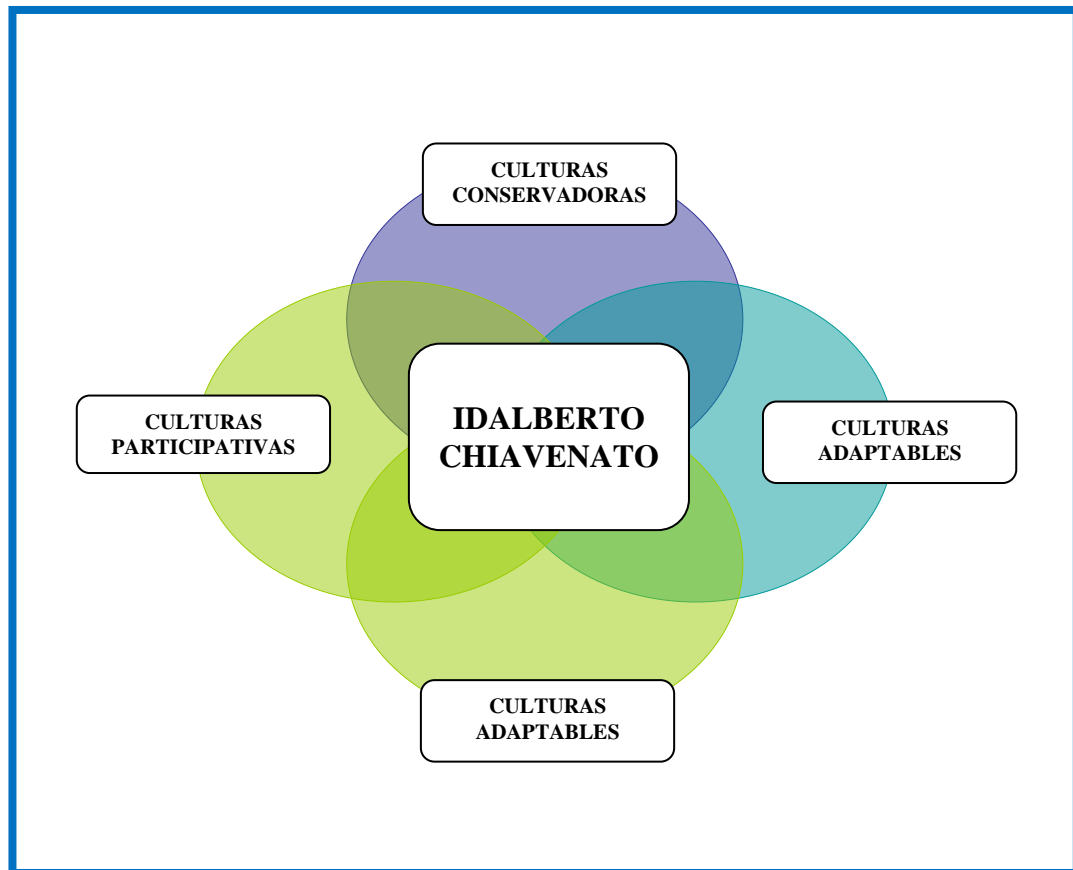 CULTURAS
CONSERVADORAS
CULTURAS
PARTICIPATIVAS
IDALBERTO
CHIAVENATO
CULTURAS
ADAPTABLES
CULTURAS
ADAPTABLES